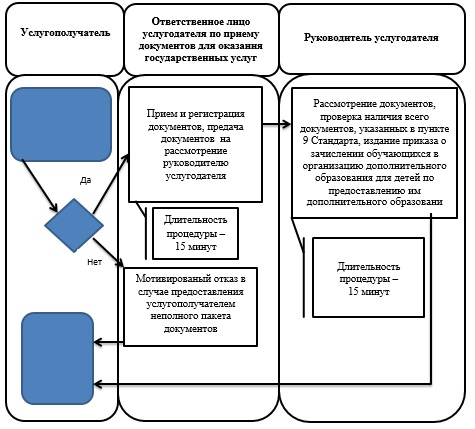 Услугополучатель
Ответственное лицо
услугодателя по приему
документов для оказания
государственных услуг
Руководитель услугодателя
Прием и регистрация
документов, предача
документов на
рассмотрение
руководителю
услугодателя
Рассмотрение документов,
проверка наличия всего
документов, указанных в пункте
9 Стандарта, издание приказа о
зачислении обучающихся в
организацию дополнительного
образования для детей по
предоставлению им
дополнительного образовани
Да
Длительность
процедуры –
15 минут
Нет
Длительность
процедуры –
15 минут
Мотивированый отказ в
случае предоставления
услугополучателем
неполного пакета
документов